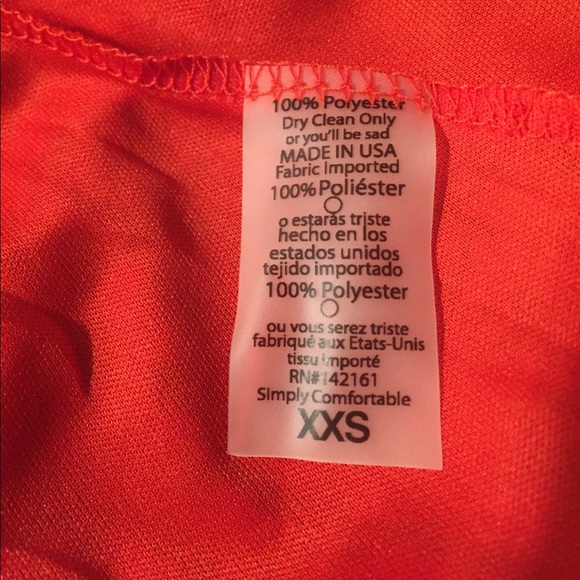 100% Polyester
Dry Clean Only
or you'll be sad
MADE IN USA
Fabric Imported
100% Poliéster
o estarás triste
hecho en los
estados unidos
tejido importado
100% Polyester
ou vous serez triste
fabriqué aux Etats-Unis
tissu importé
RN#142161
Simply Comfortable
XXS